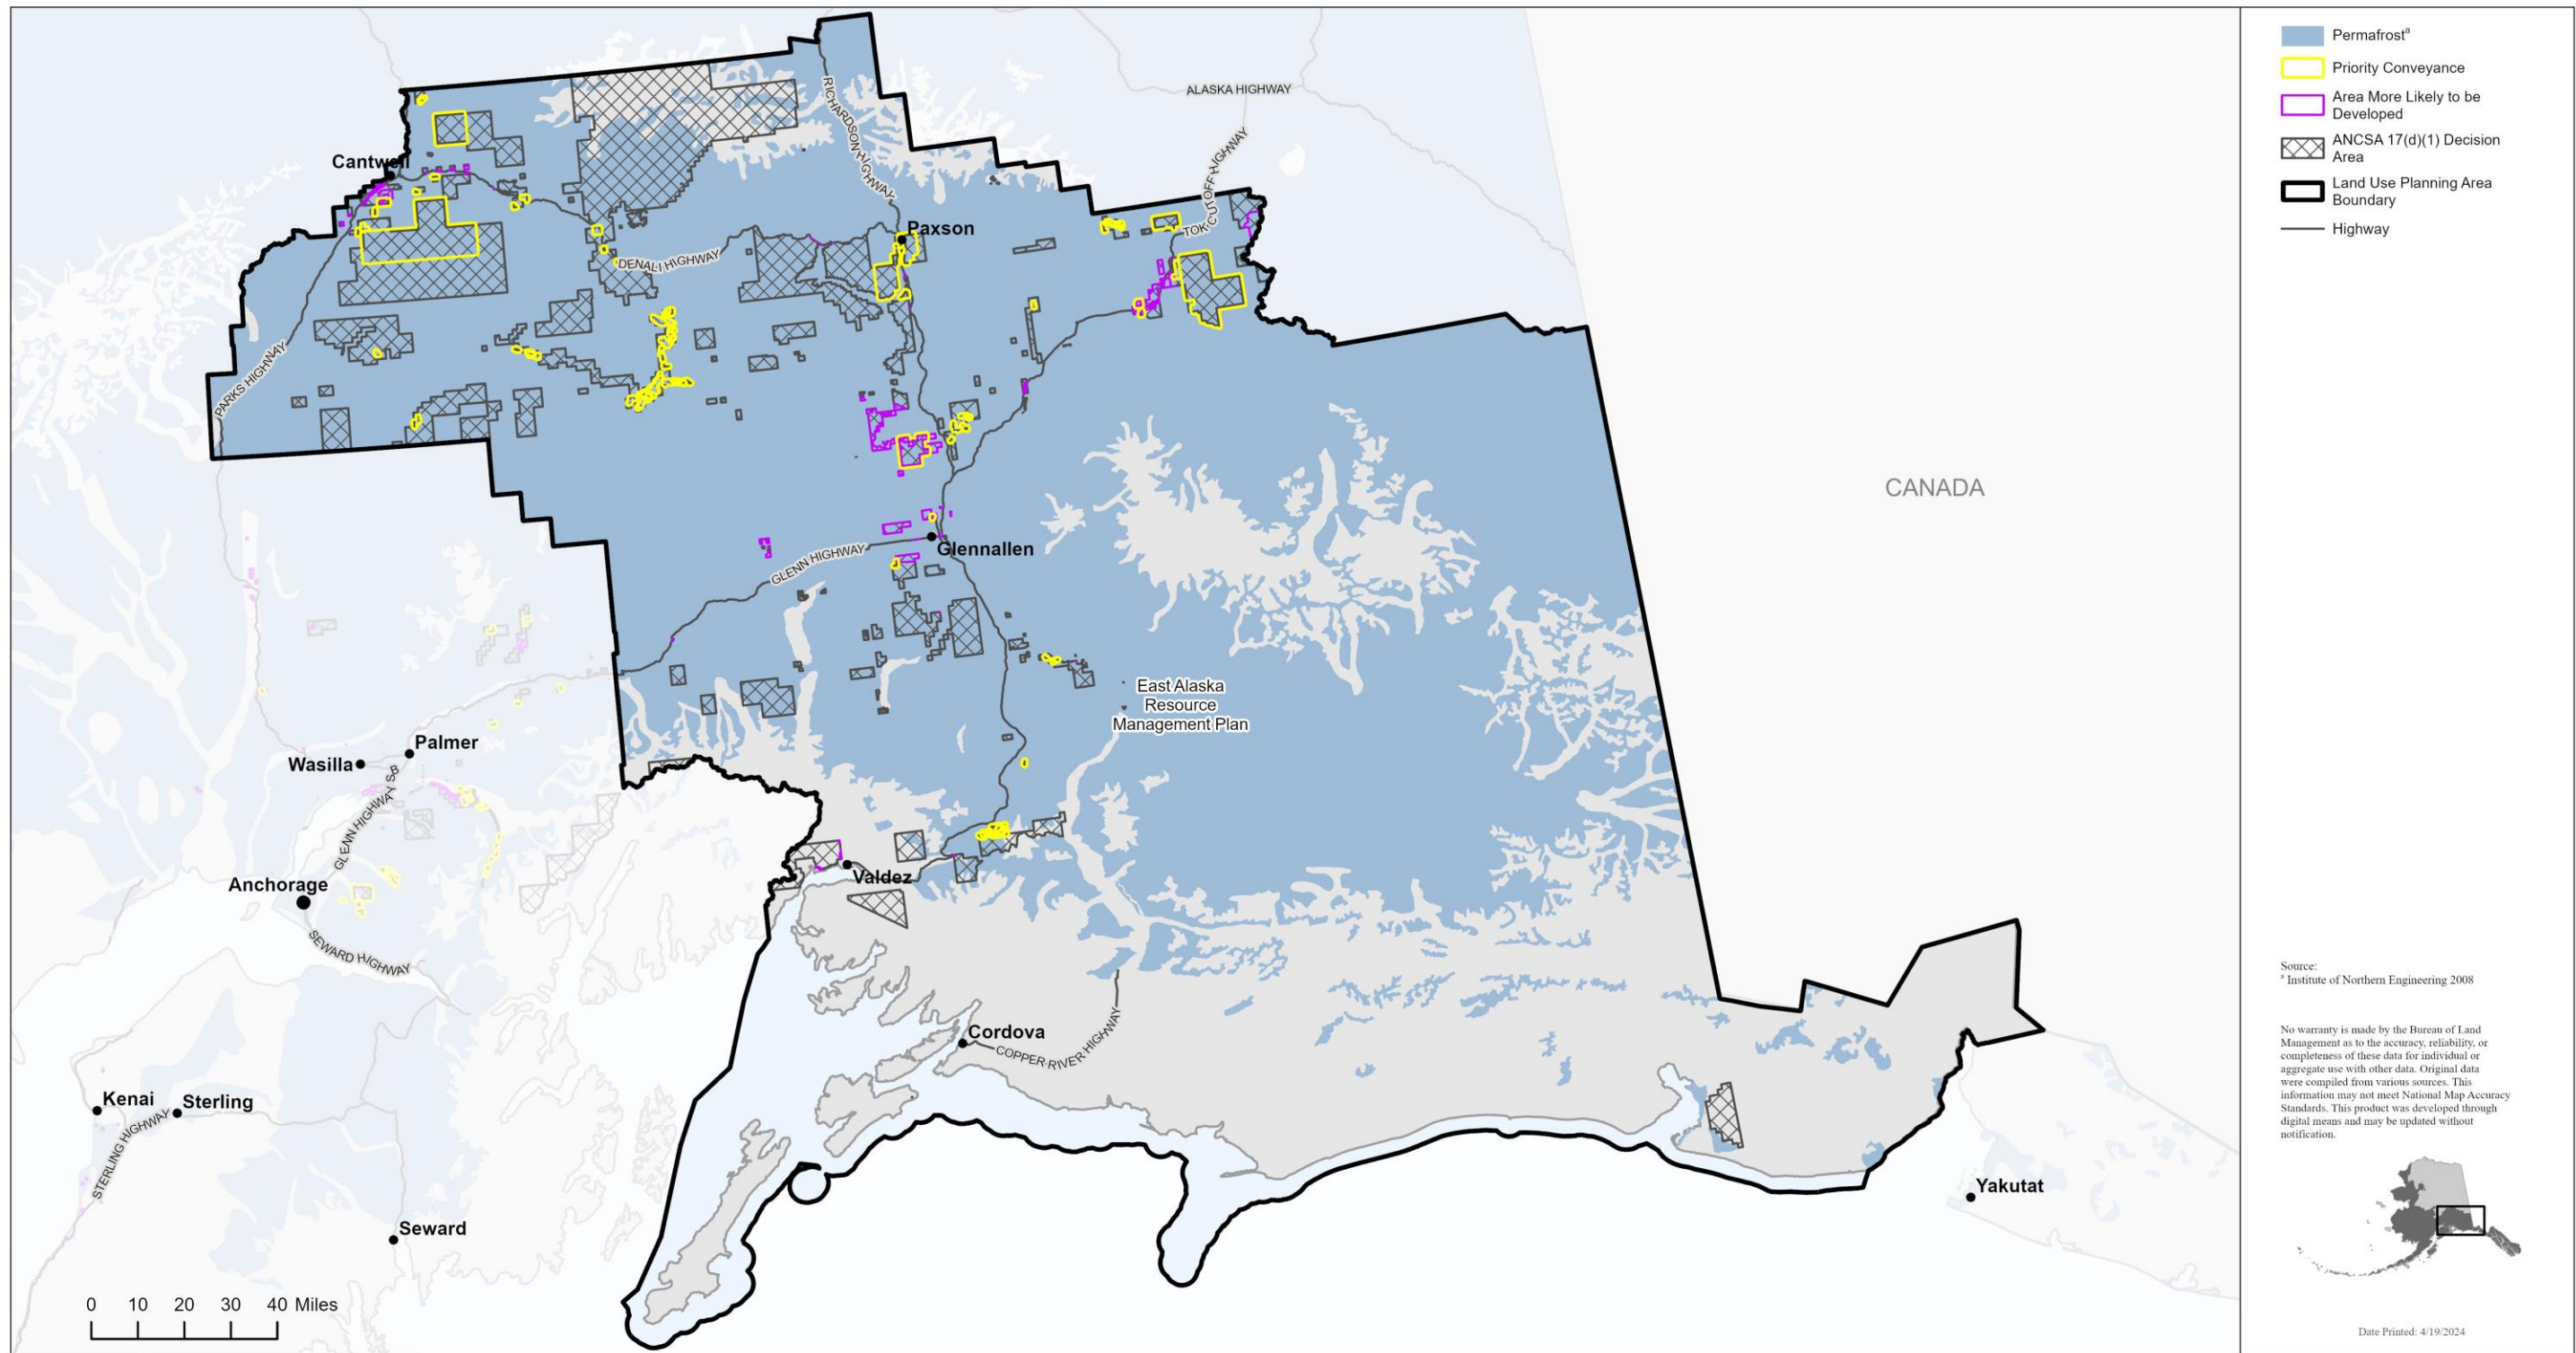 ALASKA HIGHWAY
RICHARDSON HIGHWAY
TOK CUTOFF HIGHWAY
Cantwell
Paxson
DENALI HIGHWAY
PARKS HIGHWAY
CANADA
Glennallen
GLENN HIGHWAY
East Alaska
Resource
Management Plan
Palmer
Wasilla
GLENN HIGHWAY SB
Valdez
Anchorage
SEWARD HIGHWAY
Cordova
COPPER RIVER HIGHWAY
Kenai
Sterling
STERLING HIGHWAY
Yakutat
Seward
0 10 20 30 40 Miles
Permafrostᵃ
Priority Conveyance
Area More Likely to be
Developed
ANCSA 17(d)(1) Decision
Area
Land Use Planning Area
Boundary
Highway
Source:
ᵃ Institute of Northern Engineering 2008
No warranty is made by the Bureau of Land
Management as to the accuracy, reliability, or
completeness of these data for individual or
aggregate use with other data. Original data
were compiled from various sources. This
information may not meet National Map Accuracy
Standards. This product was developed through
digital means and may be updated without
notification.
Date Printed: 4/19/2024